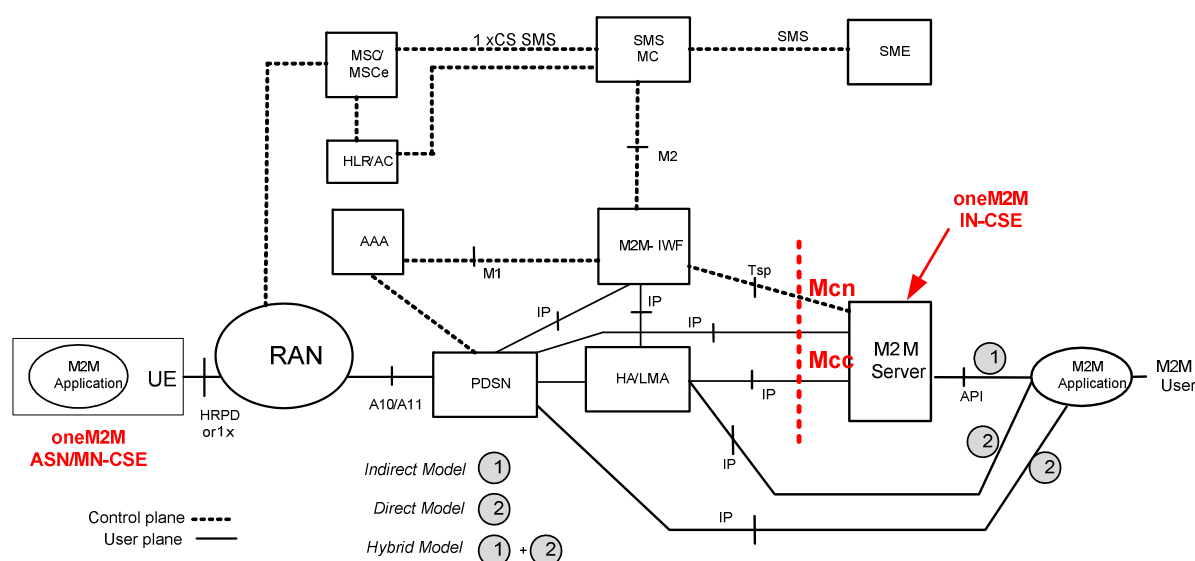 1 xCS SMS
SMS
MSC/
MSCe
SMS
MC
SME
HLR/AC
M2
oneM2M
IN-CSE
AAA
M2M- IWF
M1
Tsp
Mcn
IP
IP
IP
RAN
Mcc
M2M
Application
UE
PDSN
HA/LMA
M2M
Server
1
M2M
Application
M2M
User
HRPD
or1x
A10/A11
IP
API
oneM2M
ASN/MN-CSE
Indirect Model 1
IP
2
2
Direct Model 2
Control plane
User plane
IP
Hybrid Model 1 + 2